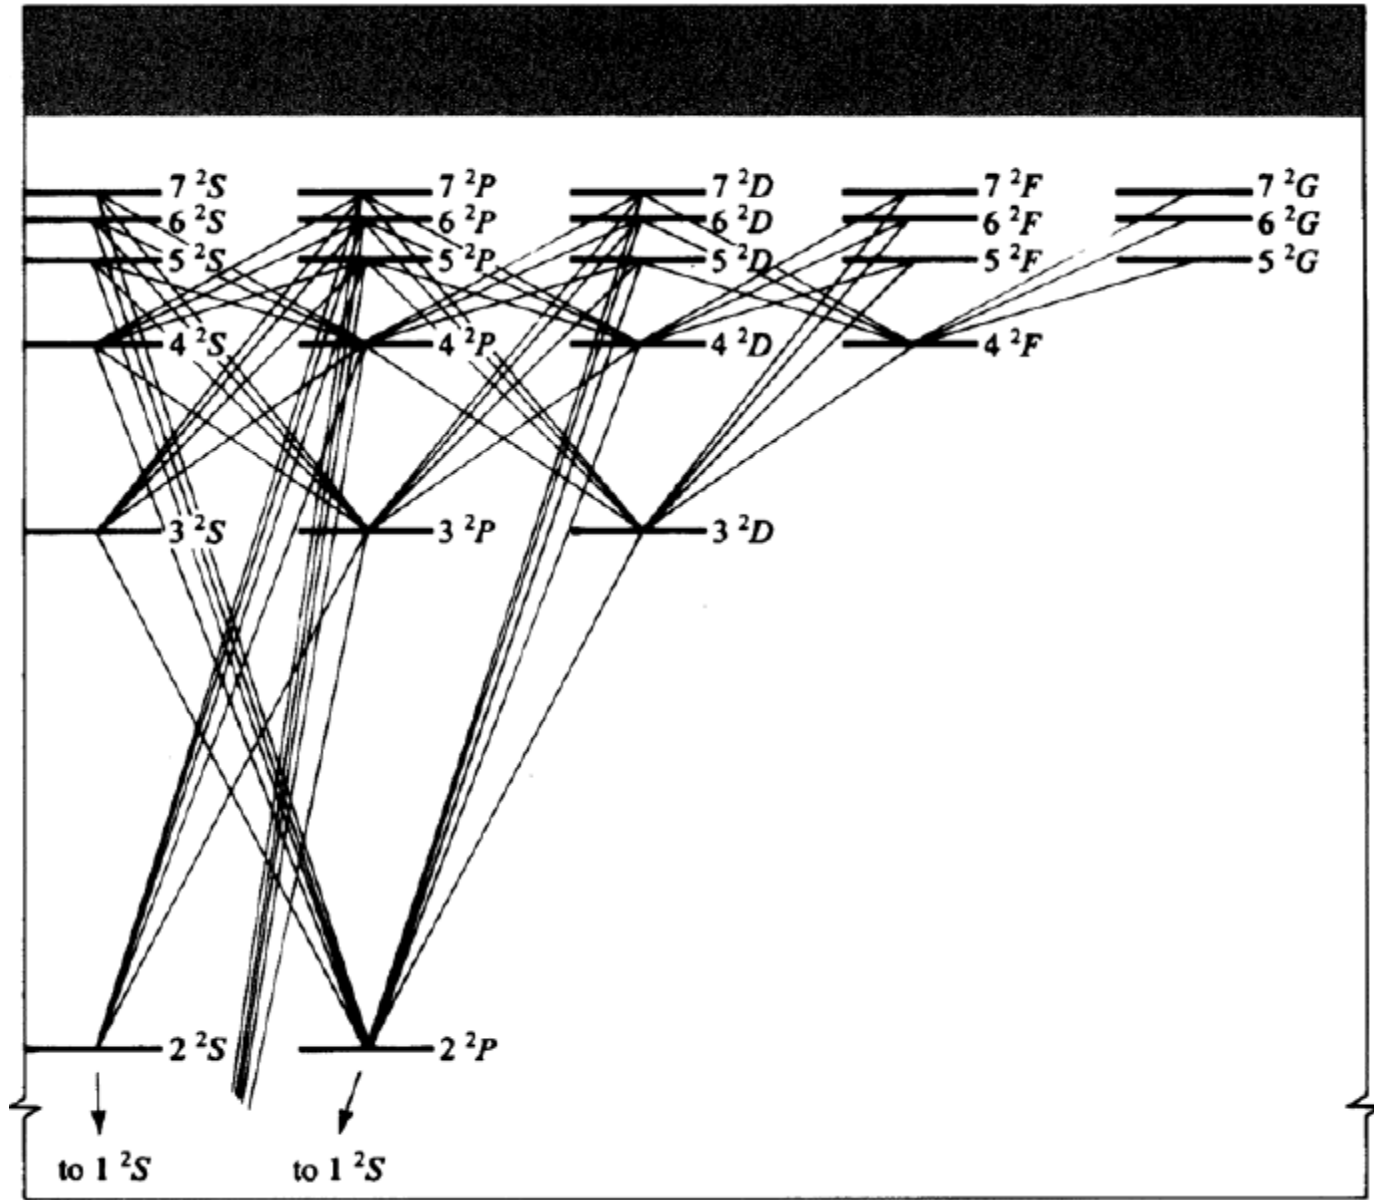 7 ²S 7 ²P 7 ²D 7 ²F 7 ²G
6 ²S 6 ²P 6 ²D 6 ²F 6 ²G
5 ²S 5 ²P 5 ²D 5 ²F 5 ²G
4 ²S 4 ²P 4 ²D 4 ²F
3 ²S 3 ²P 3 ²D
2 ²S 2 ²P
to 1 ²S to 1 ²S